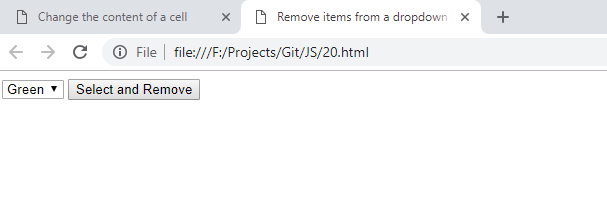 Change the content of a cell
Remove items from a dropdown
File
file:///F:/Projects/Git/JS/20.html
Green
Select and Remove